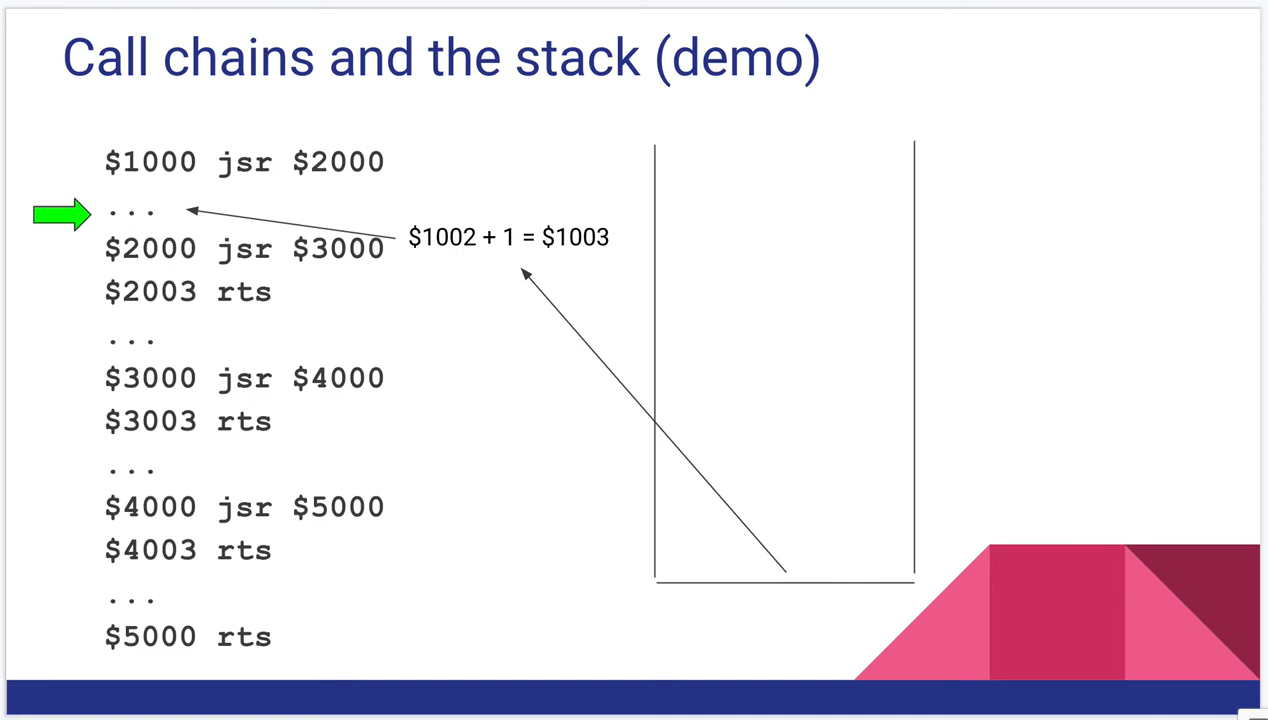 Call chains and the stack (demo)
$1000 jsr $2000
...
$1002 + 1 = $1003
$2000 jsr $3000
$2003 rts
...
$3000 jsr $4000
$3003 rts
...
$4000 jsr $5000
$4003 rts
...
$5000 rts